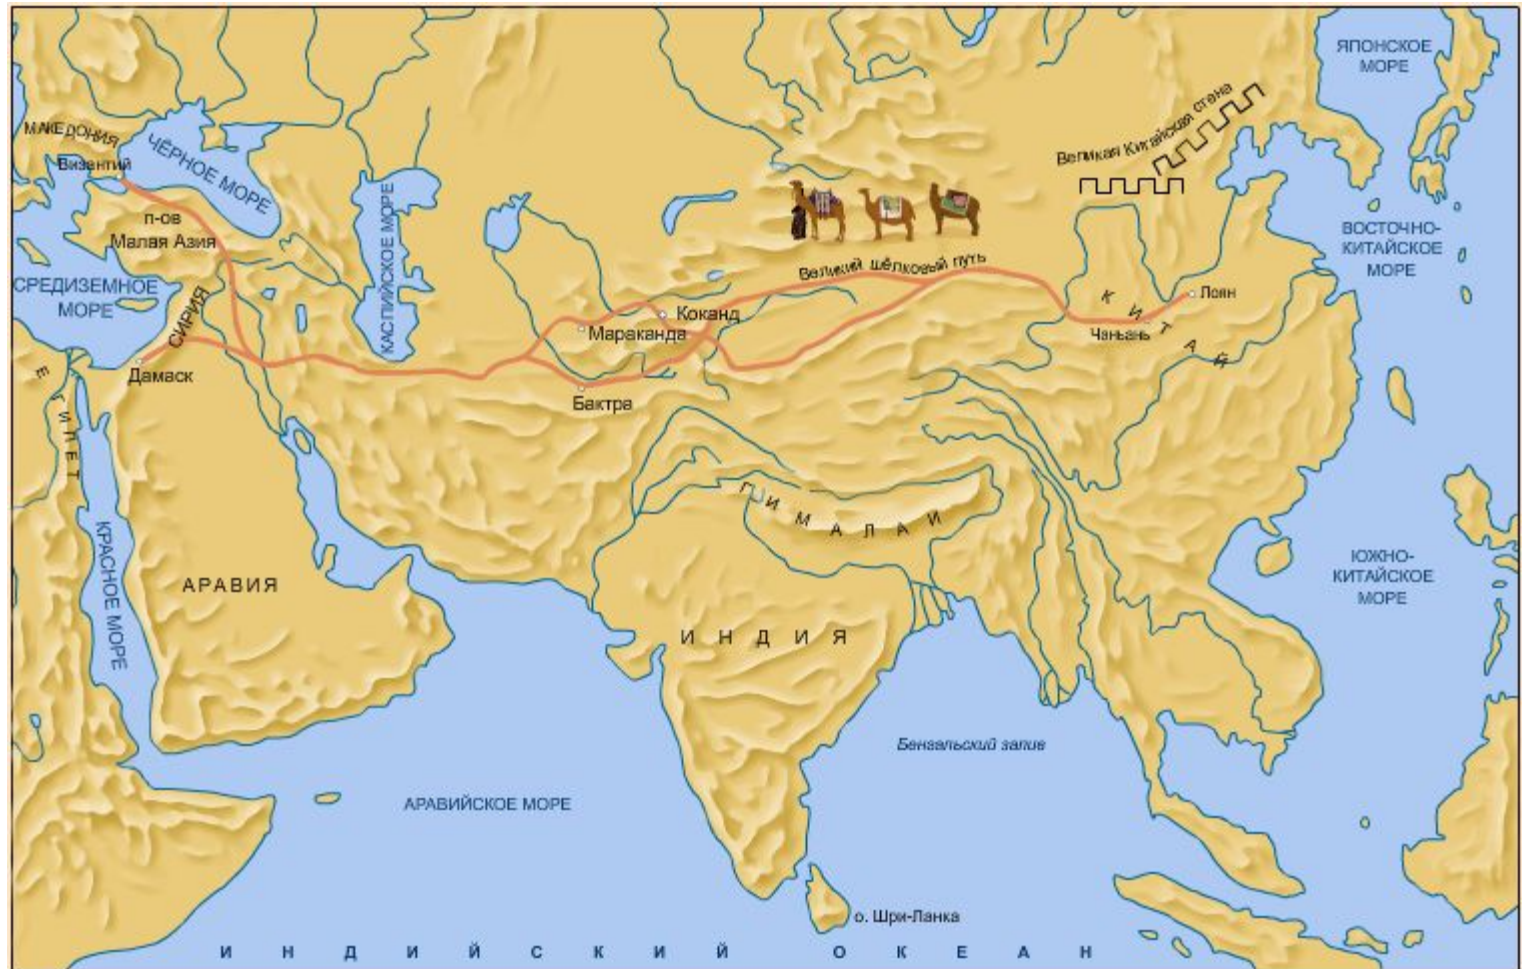 ЯПОНСКОЕ
МОРЕ
Великая Китайская стена
МАКЕДОНИЯ
Византий
ЧЁРНОЕ МОРЕ
п-ов
Малая Азия
КАСПИЙСКОЕ МОРЕ
ВОСТОЧНО-
КИТАЙСКОЕ
МОРЕ
Великий шёлковый путь
СРЕДИЗЕМНОЕ
МОРЕ
СИРИЯ
Коканд
Мараканда
КИТАЙ
Лоян
Чаньань
Дамаск
Бактра
ЕГИПЕТ
ГИМАЛАИ
КРАСНОЕ МОРЕ
АРАВИЯ
ЮЖНО-
КИТАЙСКОЕ
МОРЕ
ИНДИЯ
Бенгальский залив
АРАВИЙСКОЕ МОРЕ
о. Шри-Ланка
ИНДИЙСКИЙ ОКЕАН